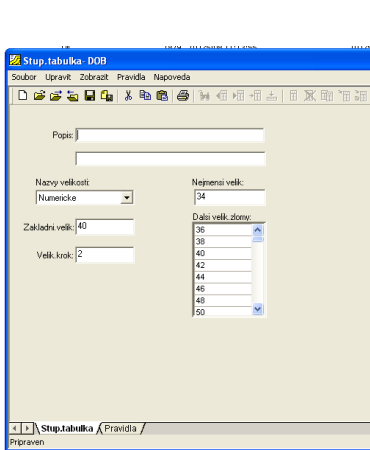 Stup.tabulka- DOB
Soubor Upravit Zobrazit Pravidla Napoveda
Popis:
Nazvy velikosti: Nejmensi velik:
Numericke 34
Zakladni.velik: 40 Dalsi velik.zlomy:
36
38
Velik.krok: 2 40
42
44
46
48
50
Stup.tabulka Pravidla
Pripraven